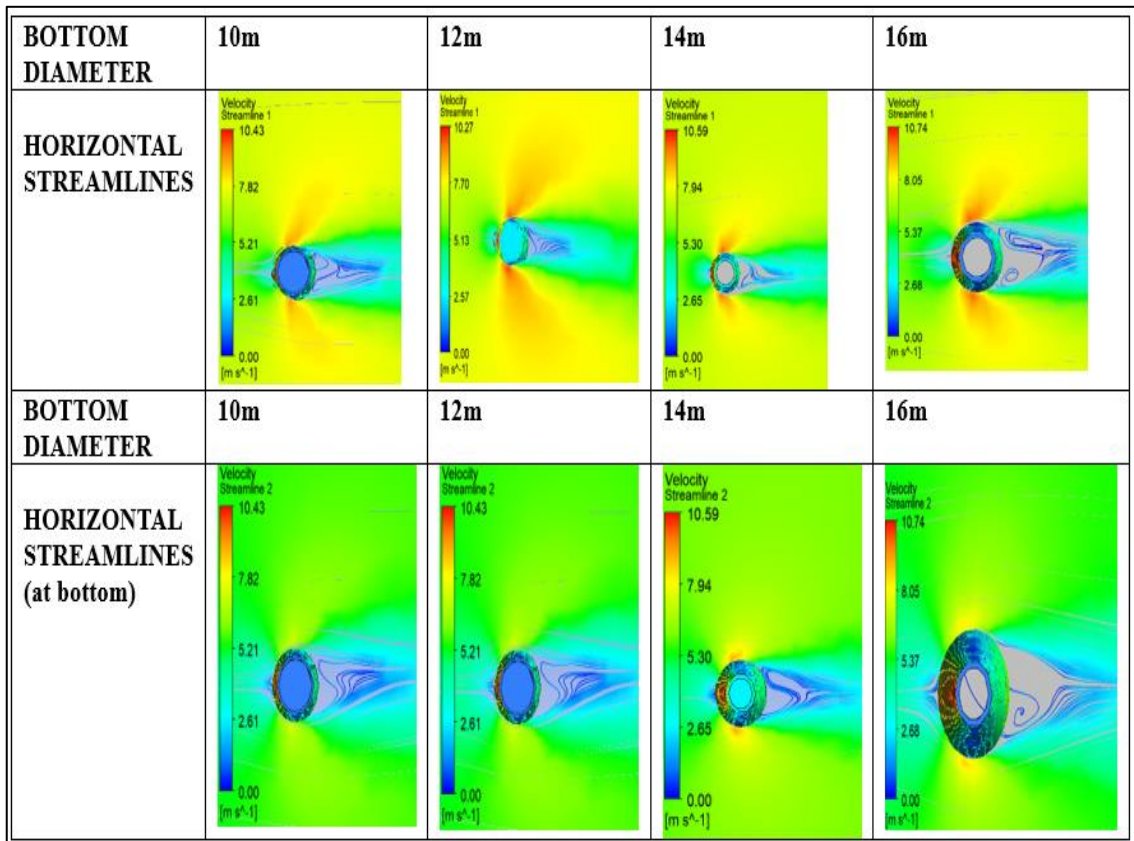 BOTTOM
DIAMETER
10m
12m
14m
16m
HORIZONTAL
STREAMLINES
Velocity
Streamline 1
10.43
7.82
5.21
2.61
0.00
[m s^-1]
Velocity
Streamline 1
10.27
7.70
5.13
2.57
0.00
[m s^-1]
Velocity
Streamline 1
10.59
7.94
5.30
2.65
0.00
[m s^-1]
Velocity
Streamline 1
10.74
8.05
5.37
2.68
0.00
[m s^-1]
BOTTOM
DIAMETER
10m
12m
14m
16m
HORIZONTAL
STREAMLINES
(at bottom)
Velocity
Streamline 2
10.43
7.82
5.21
2.61
0.00
[m s^-1]
Velocity
Streamline 2
10.43
7.82
5.21
2.61
0.00
[m s^-1]
Velocity
Streamline 2
10.59
7.94
5.30
2.65
0.00
[m s^-1]
Velocity
Streamline 2
10.74
8.05
5.37
2.68
0.00
[m s^-1]